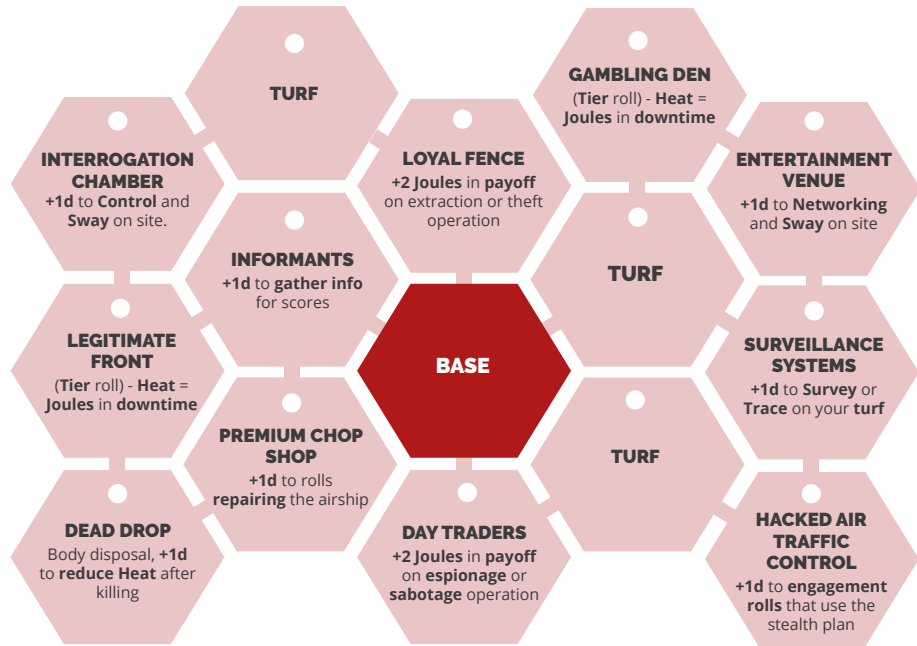 TURF
GAMBLING DEN
(Tier roll) - Heat =
Joules in downtime
INTERROGATION
CHAMBER
+1d to Control and
Sway on site.
LOYAL FENCE
+2 Joules in payoff
on extraction or theft
operation
ENTERTAINMENT
VENUE
+1d to Networking
and Sway on site
INFORMANTS
+1d to gather info
for scores
TURF
LEGITIMATE
FRONT
(Tier roll) - Heat =
Joules in downtime
BASE
SURVEILLANCE
SYSTEMS
+1d to Survey or
Trace on your turf
PREMIUM CHOP
SHOP
+1d to rolls
repairing the airship
TURF
DEAD DROP
Body disposal, +1d
to reduce Heat after
killing
DAY TRADERS
+2 Joules in payoff
on espionage or
sabotage operation
HACKED AIR
TRAFFIC
CONTROL
+1d to engagement
rolls that use the
stealth plan